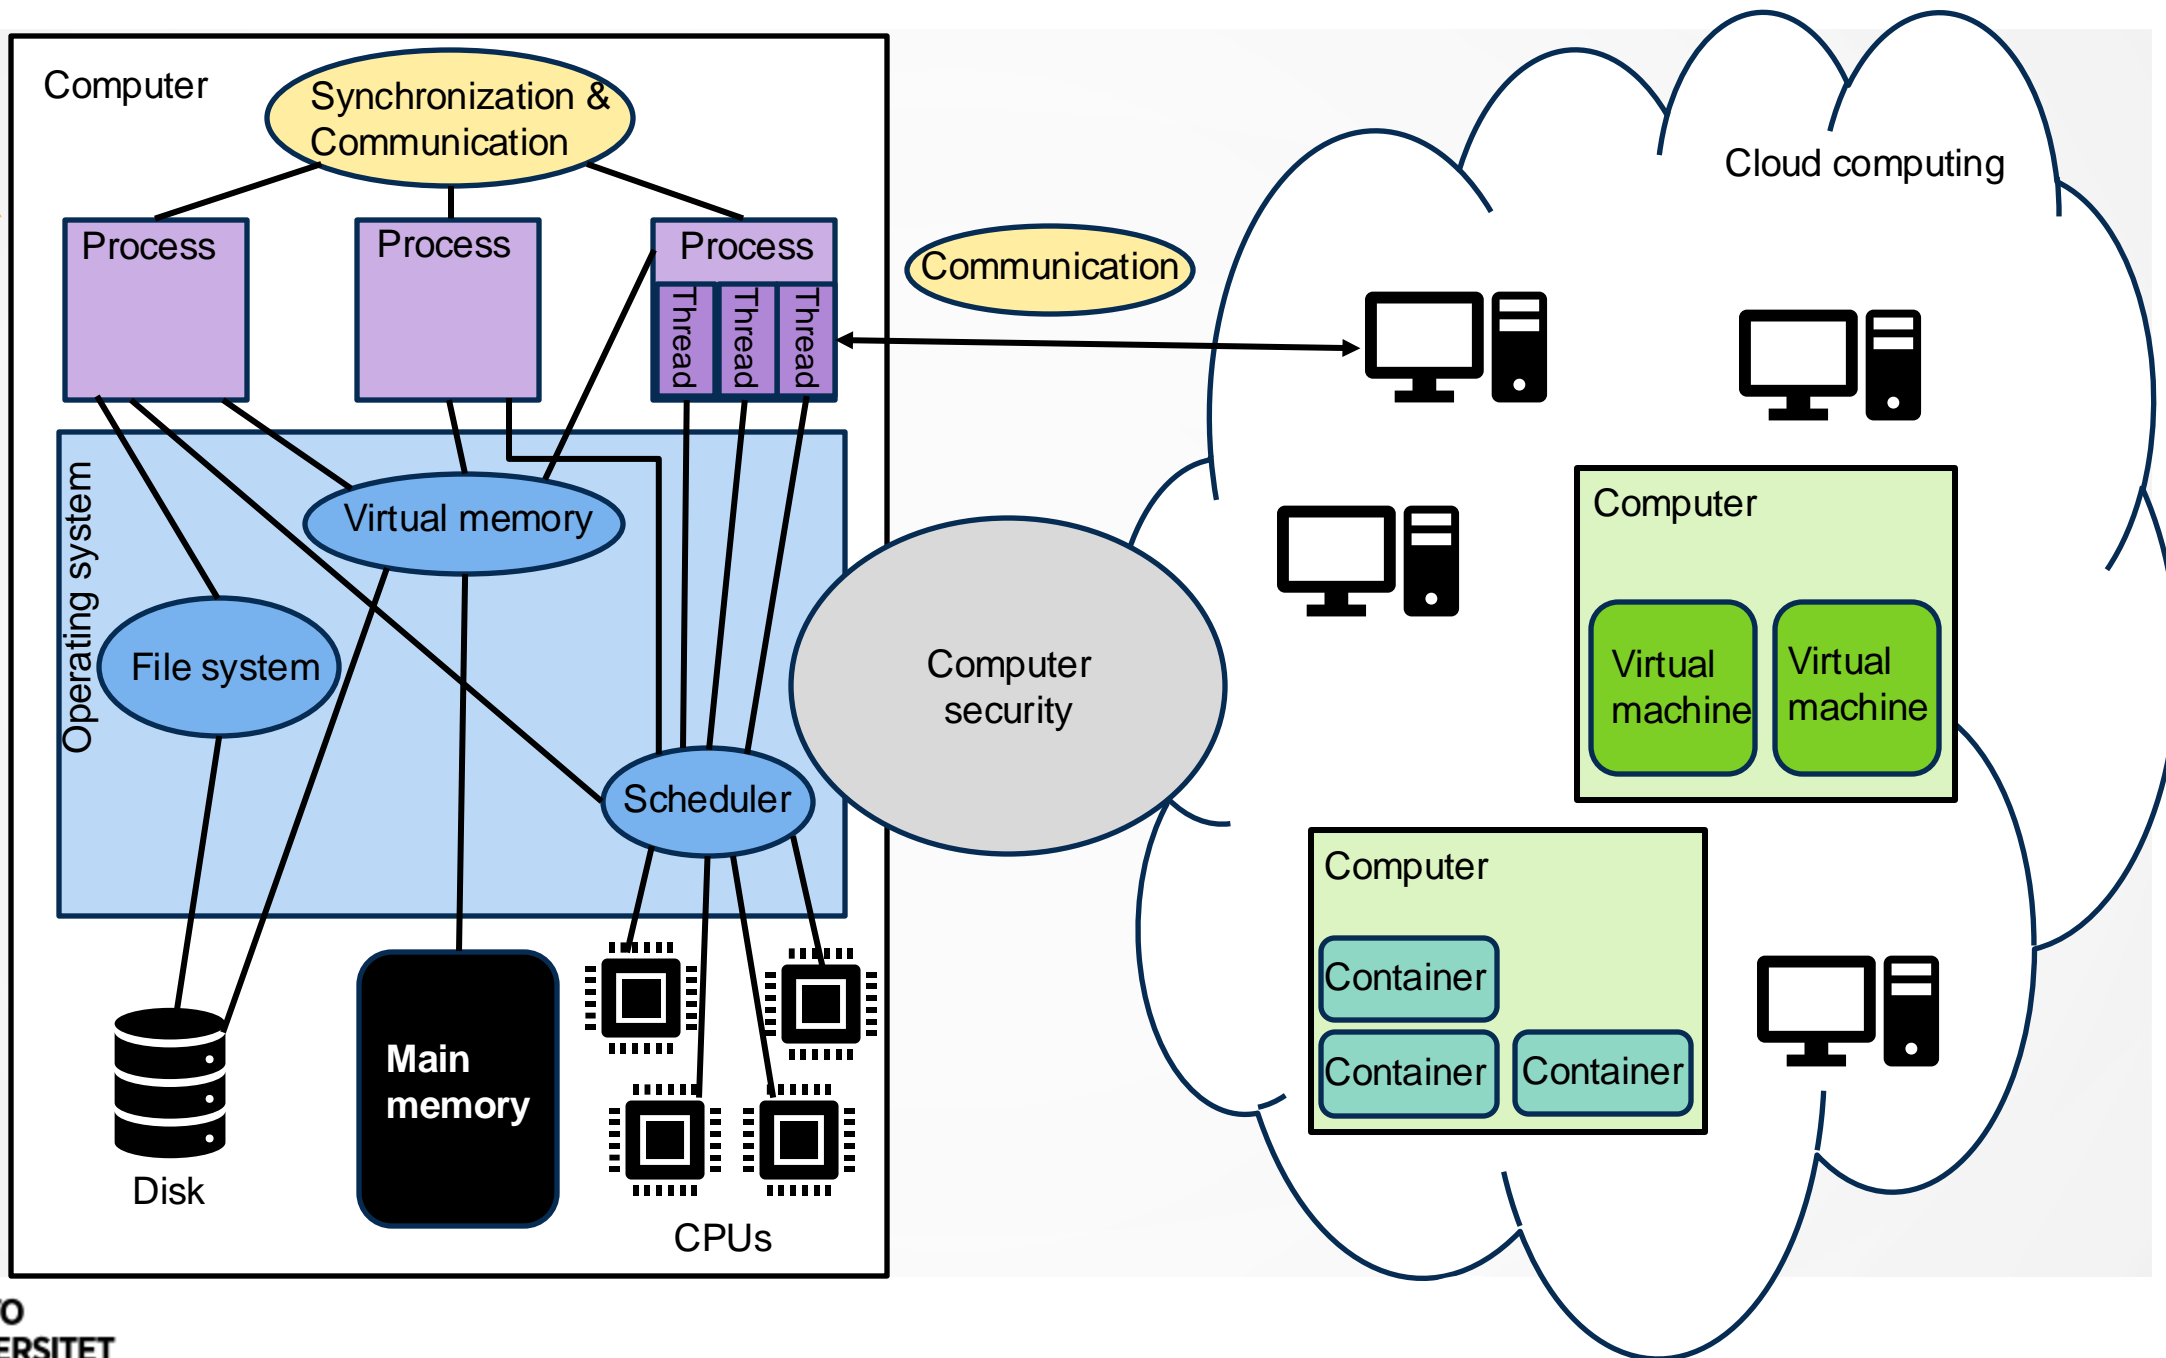 Computer
Synchronization &
Communication
Process
Process
Process
Thread
Thread
Thread
Communication
Cloud computing
Operating system
Virtual memory
File system
Scheduler
Computer
security
Disk
Main
memory
CPUs
Computer
Virtual
machine
Virtual
machine
Computer
Container
Container
Container